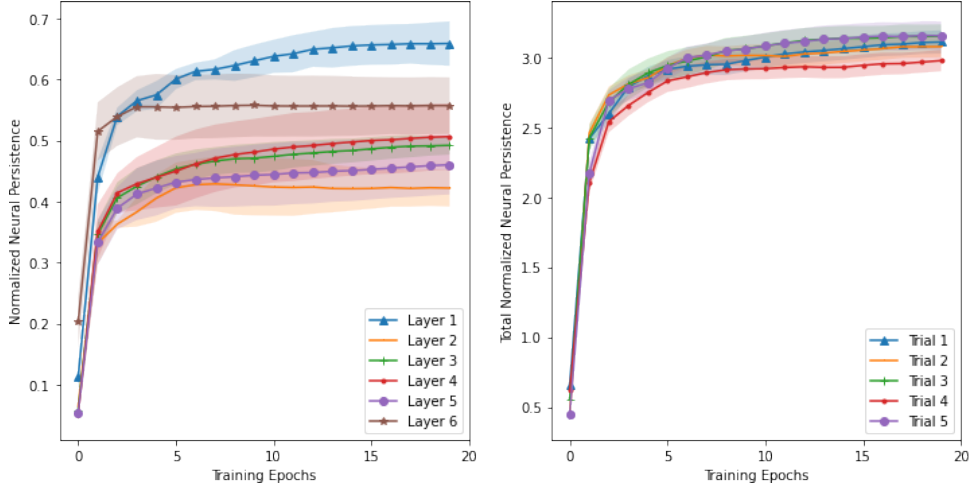 Normalized Neural Persistence
0.7
0.6
0.5
0.4
0.3
0.2
0.1
0
5
10
15
20
Training Epochs
Layer 1
Layer 2
Layer 3
Layer 4
Layer 5
Layer 6
Total Normalized Neural Persistence
3.0
2.5
2.0
1.5
1.0
0.5
0
5
10
15
20
Training Epochs
Trial 1
Trial 2
Trial 3
Trial 4
Trial 5